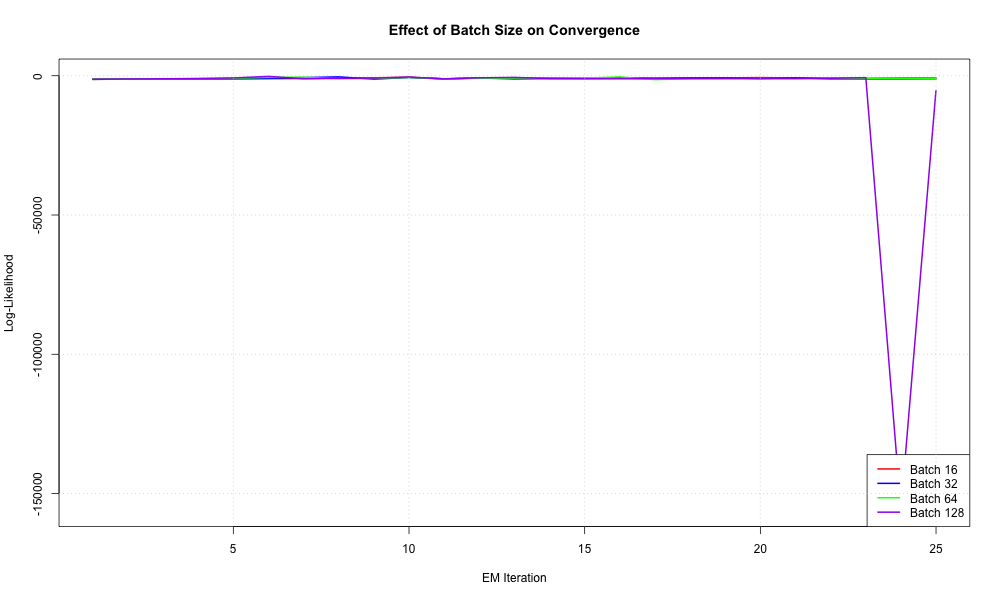 Effect of Batch Size on Convergence
Log-Likelihood
0
-50000
-100000
-150000
Batch 16
Batch 32
Batch 64
Batch 128
5
10
15
20
25
EM Iteration